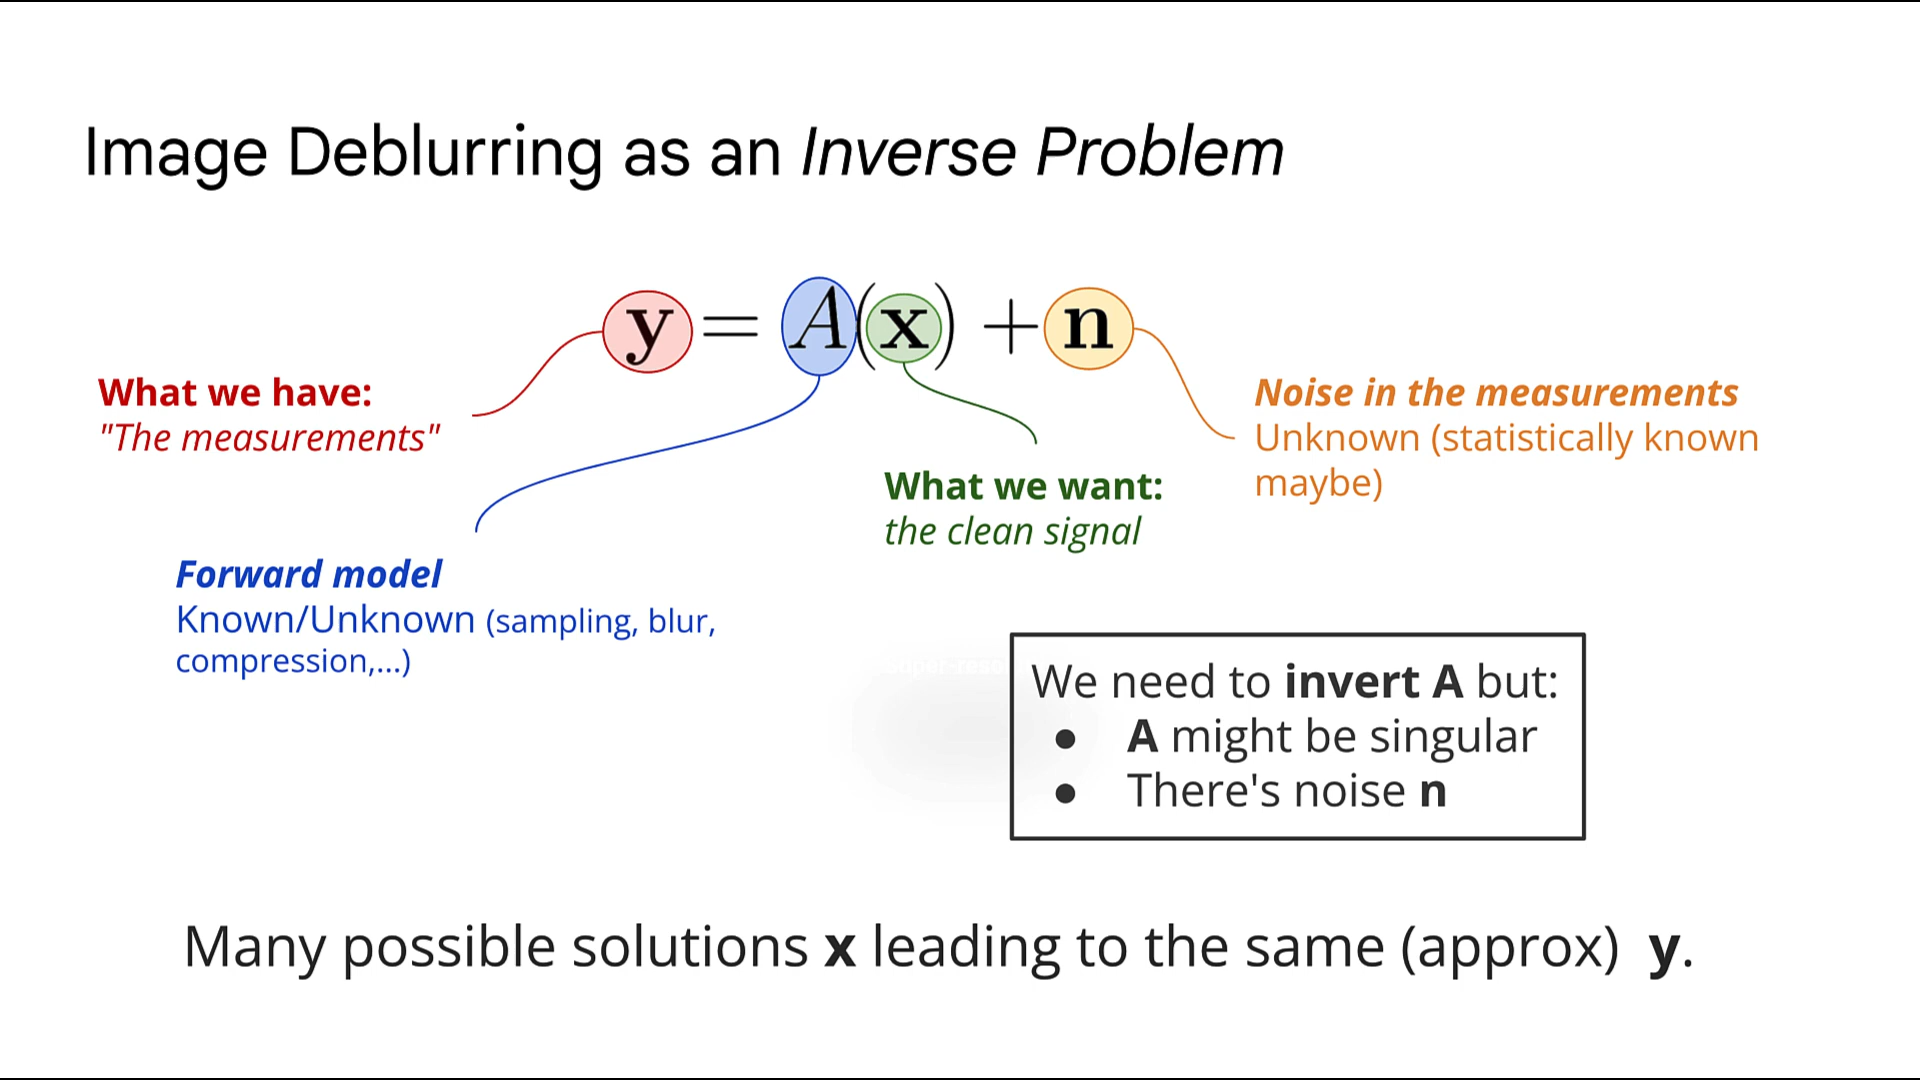 Image Deblurring as an Inverse Problem
y = A(x) + n
What we have:
"The measurements"
Noise in the measurements
Unknown (statistically known
maybe)
What we want:
the clean signal
Forward model
Known/Unknown (sampling, blur,
compression,...)
We need to invert A but:
● A might be singular
● There's noise n
Many possible solutions x leading to the same (approx) y.